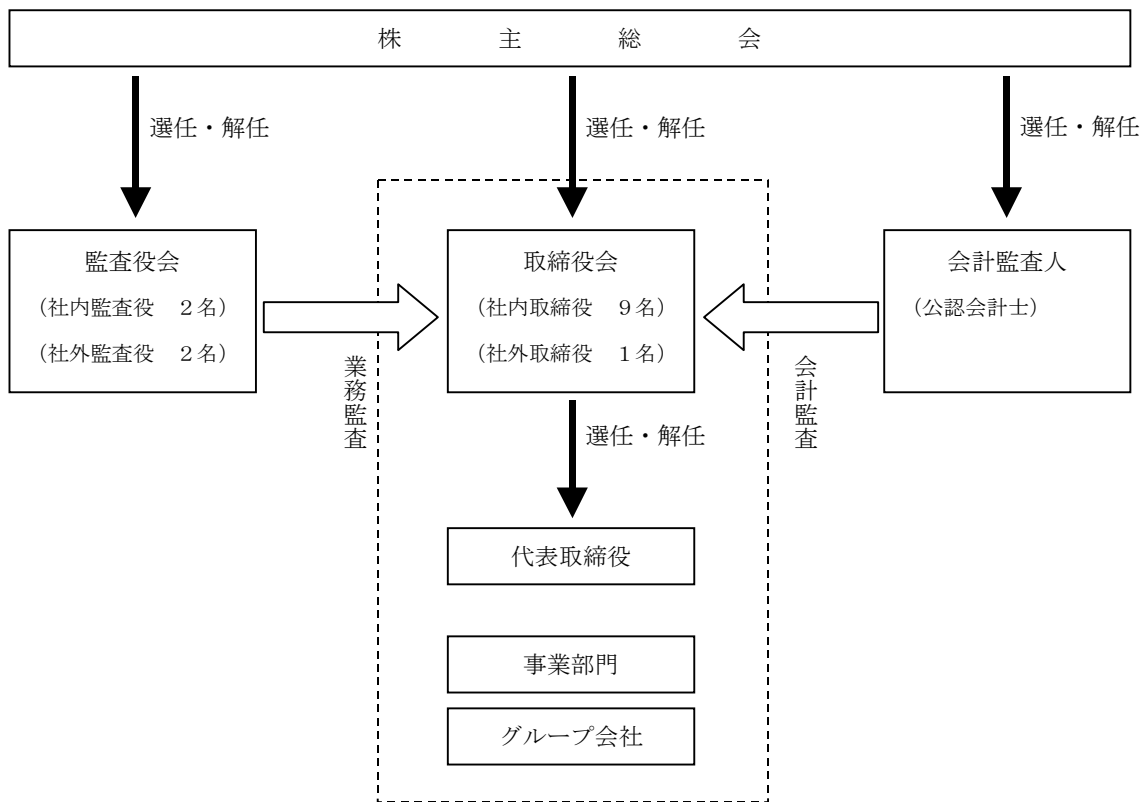 株主総会
選任・解任
選任・解任
選任・解任
監査役会
(社内監査役 2名)
(社外監査役 2名)
取締役会
(社内取締役 9名)
(社外取締役 1名)
会計監査人
(公認会計士)
業務監査
会計監査
選任・解任
代表取締役
事業部門
グループ会社